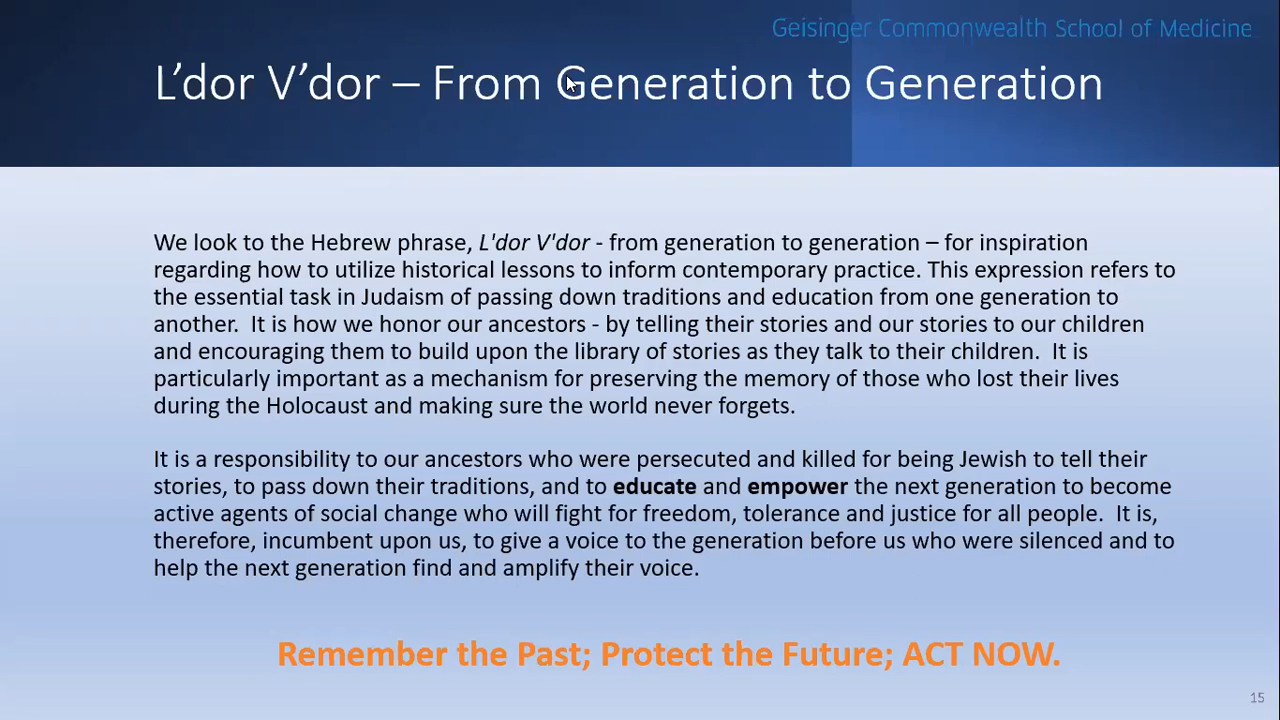 Geisinger Commonwealth School of Medicine
L’dor V’dor – From Generation to Generation
We look to the Hebrew phrase, L'dor V'dor - from generation to generation – for inspiration
regarding how to utilize historical lessons to inform contemporary practice. This expression refers to
the essential task in Judaism of passing down traditions and education from one generation to
another.  It is how we honor our ancestors - by telling their stories and our stories to our children
and encouraging them to build upon the library of stories as they talk to their children.  It is
particularly important as a mechanism for preserving the memory of those who lost their lives
during the Holocaust and making sure the world never forgets.
It is a responsibility to our ancestors who were persecuted and killed for being Jewish to tell their
stories, to pass down their traditions, and to educate and empower the next generation to become
active agents of social change who will fight for freedom, tolerance and justice for all people.  It is,
therefore, incumbent upon us, to give a voice to the generation before us who were silenced and to
help the next generation find and amplify their voice.
Remember the Past; Protect the Future; ACT NOW.
15